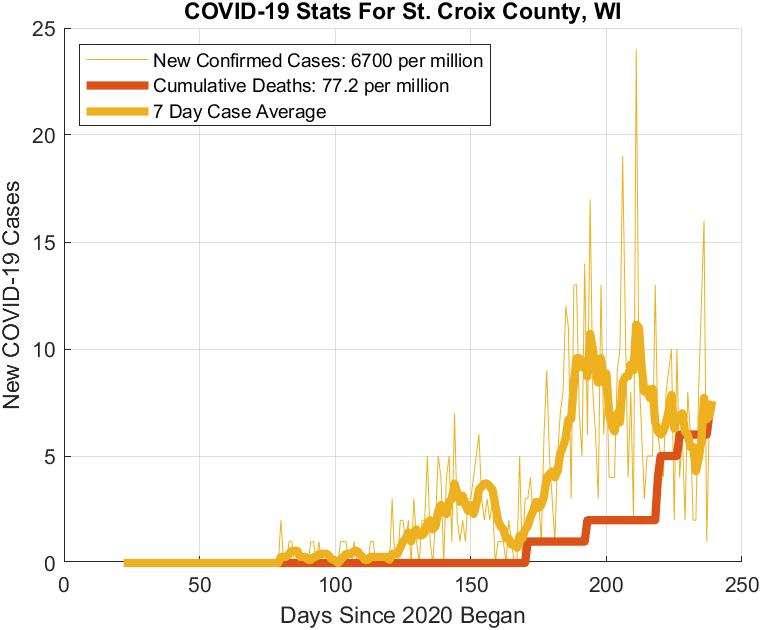 COVID-19 Stats For St. Croix County, WI
25
20
15
10
5
0
New COVID-19 Cases
New Confirmed Cases: 6700 per million
Cumulative Deaths: 77.2 per million
7 Day Case Average
0 50 100 150 200 250
Days Since 2020 Began